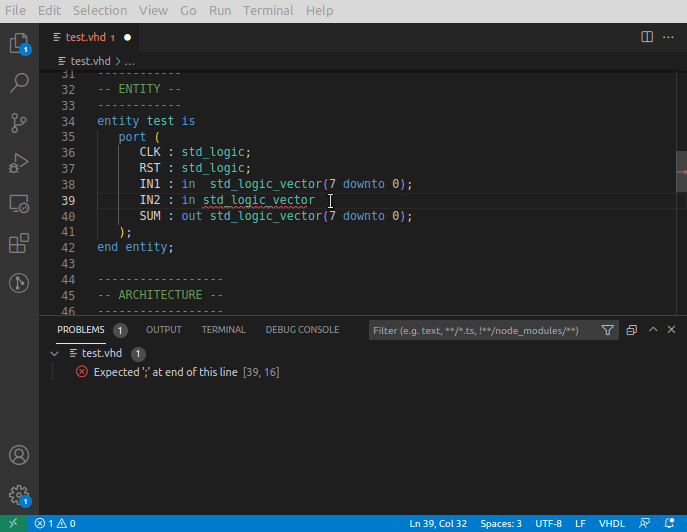 File Edit Selection View Go Run Terminal Help
test.vhd 1
test.vhd > ...
31 ------------
32 -- ENTITY --
33 ------------
34 entity test is
35 port (
36 CLK : std_logic;
37 RST : std_logic;
38 IN1 : in  std_logic_vector(7 downto 0);
39 IN2 : in std_logic_vector
40 SUM : out std_logic_vector(7 downto 0);
41 );
42 end entity;
43
44 ------------------
45 -- ARCHITECTURE --
46 ------------------
PROBLEMS 1 OUTPUT TERMINAL DEBUG CONSOLE Filter (e.g. text, **/*.ts, !**/node_modules/**)
test.vhd 1
Expected ';' at end of this line [39, 16]
1
1 0 Ln 39, Col 32 Spaces: 3 UTF-8 LF VHDL
1